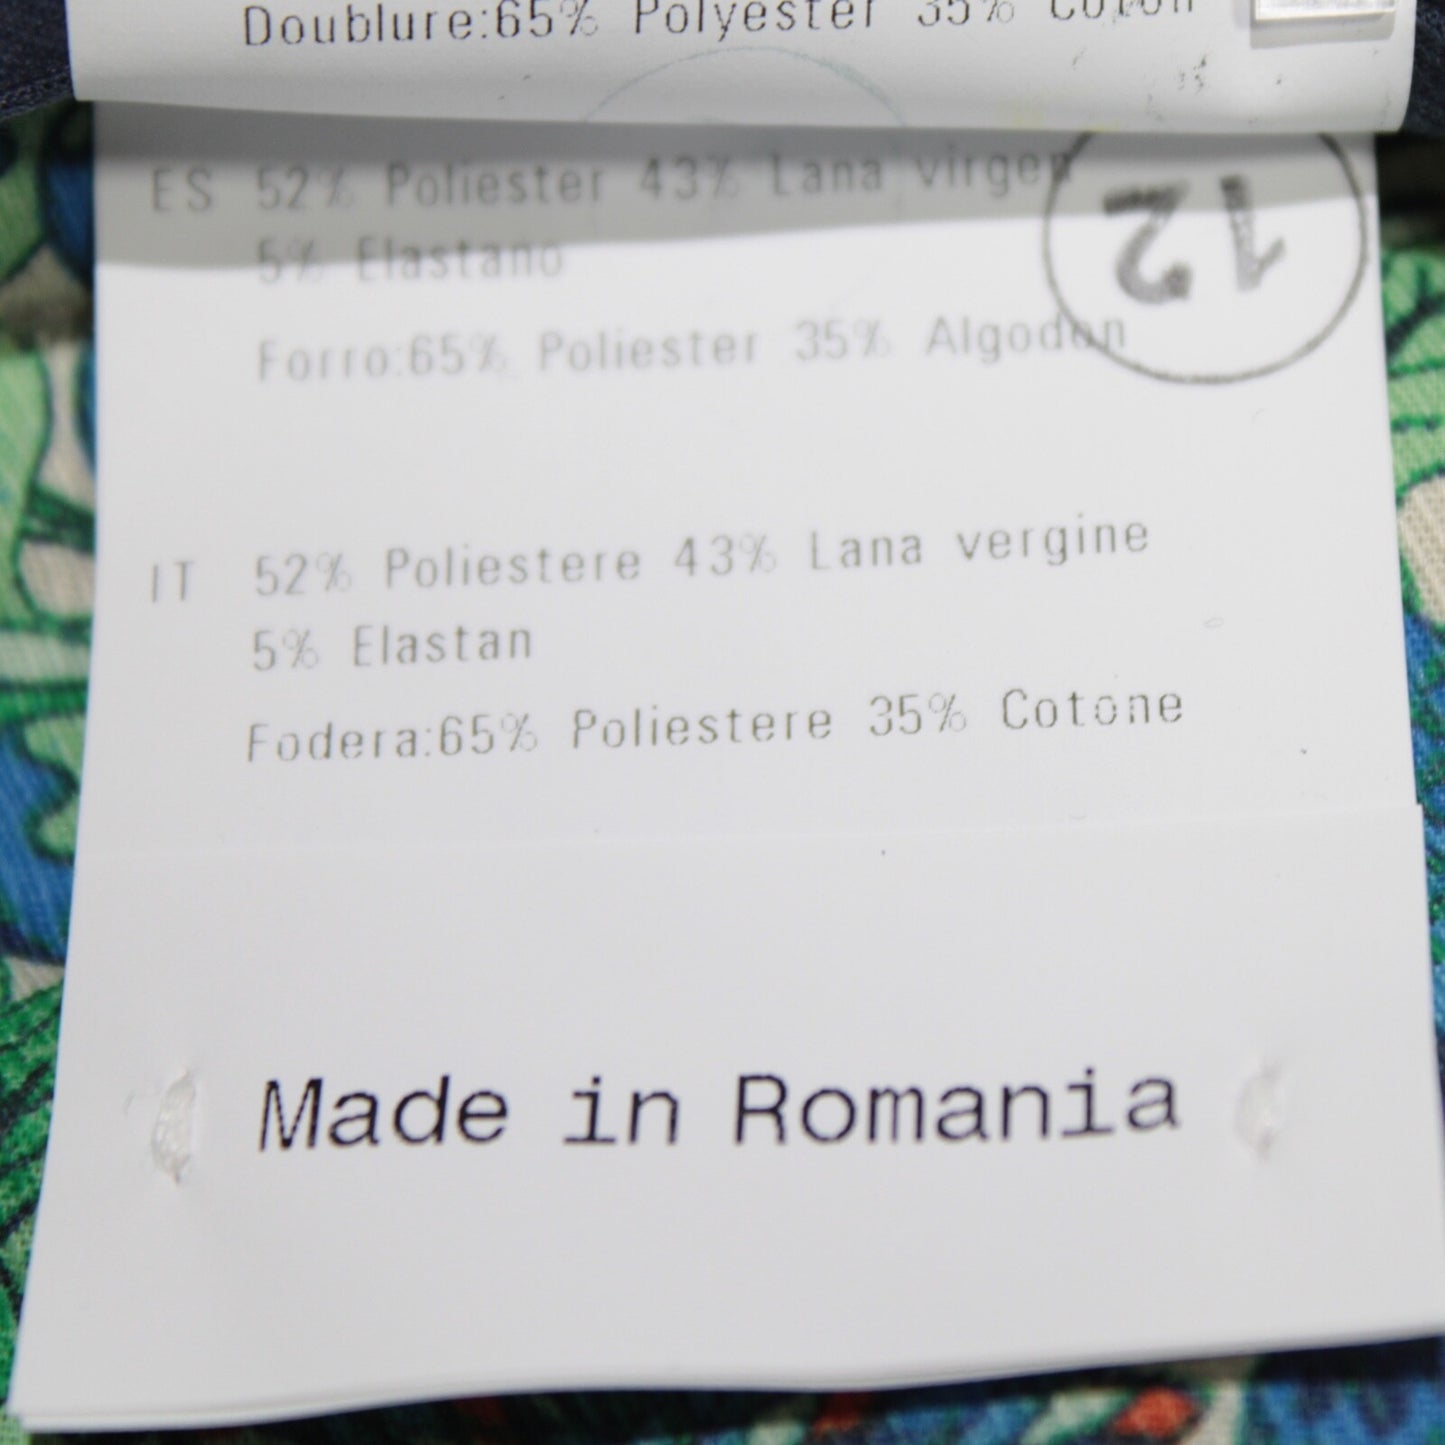 Doublure:65% Polyester 35% Coton
ES 52% Poliester 43% Lana virgen
5% Elastano
12
Forro:65% Poliester 35% Algodon
IT 52% Poliestere 43% Lana vergine
5% Elastan
Fodera:65% Poliestere 35% Cotone
Made in Romania